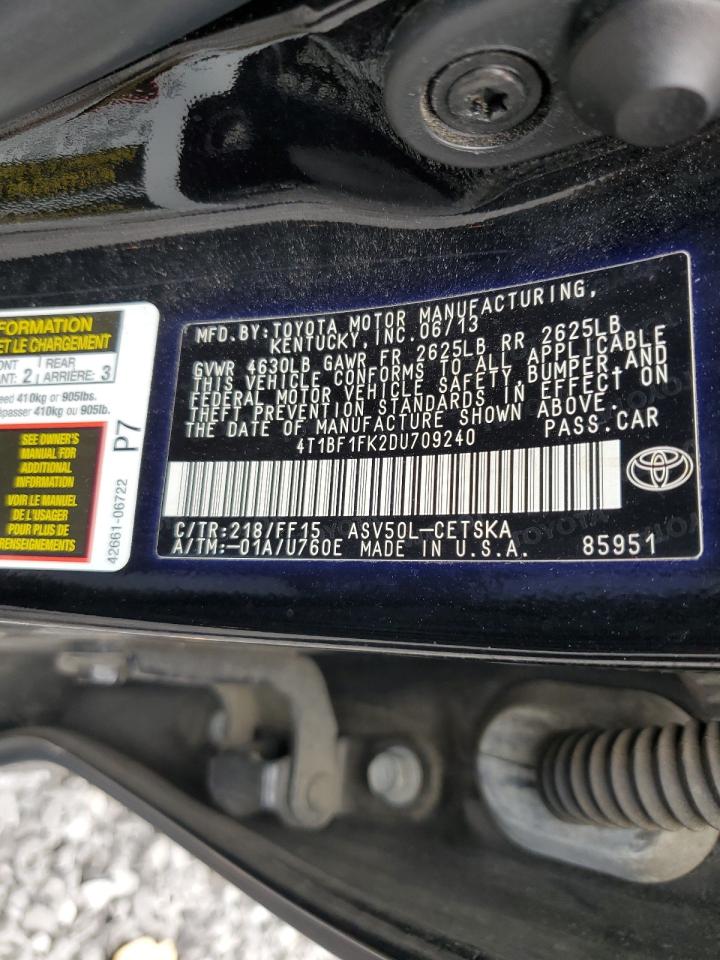 FORMATION
ET LE CHARGEMENT
REAR
ANT: 2 ARRIÈRE: 3
eed 410kg or 905lbs.
épasser 410kg ou 905lb.
SEE OWNER'S
MANUAL FOR
ADDITIONAL
INFORMATION
VOIR LE MANUEL
DE L'USAGER
POUR PLUS DE
RENSEIGNEMENTS
P7
42661-06722
MFD.BY:TOYOTA MOTOR MANUFACTURING,
KENTUCKY, INC. 06/13
GVWR 4630LB GAWR FR 2625LB RR 2625LB
THIS VEHICLE CONFORMS TO ALL APPLICABLE
FEDERAL MOTOR VEHICLE SAFETY,BUMPER,AND
THEFT PREVENTION STANDARDS IN EFFECT ON
THE DATE OF MANUFACTURE SHOWN ABOVE.
4T1BF1FK2DU709240 PASS.CAR
C/TR:218/FF15 ASV50L-CETSKA
A/TM:-01A/U760E MADE IN U.S.A. 85951